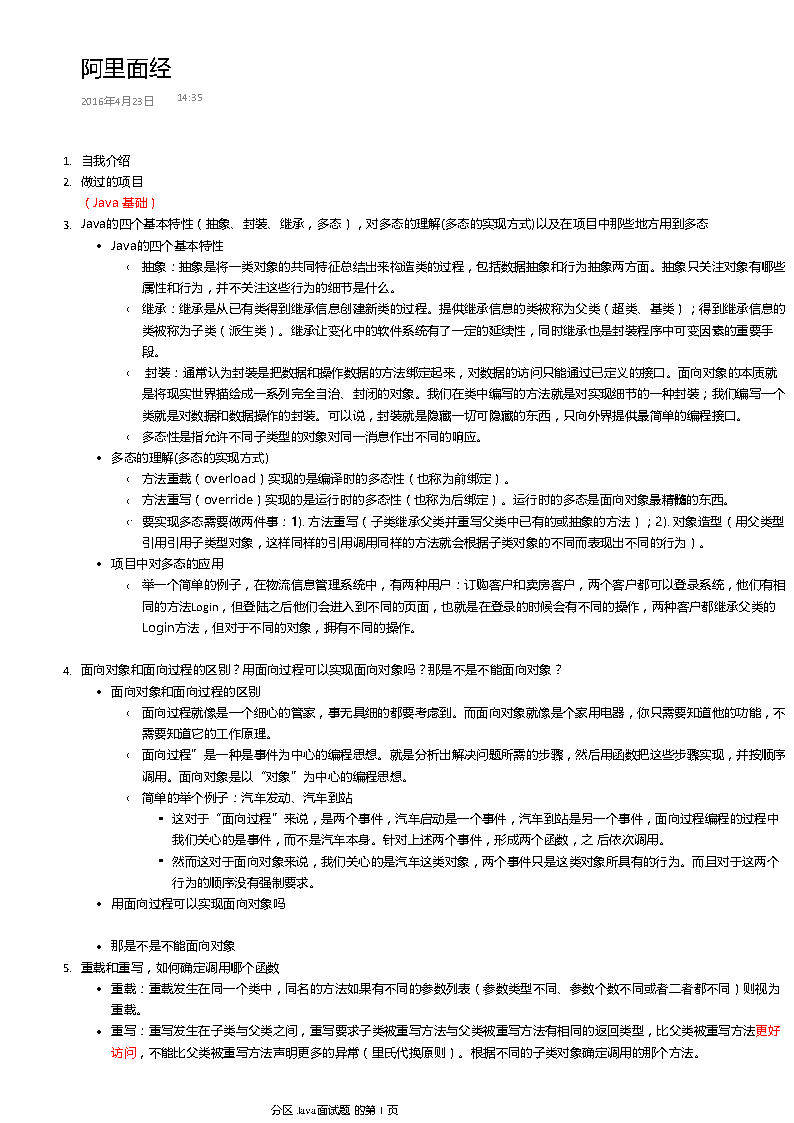 阿里面经
2016年4月23日 14:35
1. 自我介绍
2. 做过的项目
（Java 基础）
3. Java的四个基本特性（抽象、封装、继承，多态），对多态的理解(多态的实现方式)以及在项目中那些地方用到多态
• Java的四个基本特性
◦ 抽象：抽象是将一类对象的共同特征总结出来构造类的过程，包括数据抽象和行为抽象两方面。抽象只关注对象有哪些
属性和行为，并不关注这些行为的细节是什么。
◦ 继承：继承是从已有类得到继承信息创建新类的过程。提供继承信息的类被称为父类（超类、基类）；得到继承信息的
类被称为子类（派生类）。继承让变化中的软件系统有了一定的延续性，同时继承也是封装程序中可变因素的重要手
段。
◦ 封装：通常认为封装是把数据和操作数据的方法绑定起来，对数据的访问只能通过已定义的接口。面向对象的本质就
是将现实世界描绘成一系列完全自治、封闭的对象。我们在类中编写的方法就是对实现细节的一种封装；我们编写一个
类就是对数据和数据操作的封装。可以说，封装就是隐藏一切可隐藏的东西，只向外界提供最简单的编程接口。
◦ 多态性是指允许不同子类型的对象对同一消息作出不同的响应。
• 多态的理解(多态的实现方式)
◦ 方法重载（overload）实现的是编译时的多态性（也称为前绑定）。
◦ 方法重写（override）实现的是运行时的多态性（也称为后绑定）。运行时的多态是面向对象最精髓的东西。
◦ 要实现多态需要做两件事：1). 方法重写（子类继承父类并重写父类中已有的或抽象的方法）；2). 对象造型（用父类型
引用引用子类型对象，这样同样的引用调用同样的方法就会根据子类对象的不同而表现出不同的行为）。
• 项目中对多态的应用
◦ 举一个简单的例子，在物流信息管理系统中，有两种用户：订购客户和卖房客户，两个客户都可以登录系统，他们有相
同的方法Login，但登陆之后他们会进入到不同的页面，也就是在登录的时候会有不同的操作，两种客户都继承父类的
Login方法，但对于不同的对象，拥有不同的操作。
4. 面向对象和面向过程的区别？用面向过程可以实现面向对象吗？那是不是不能面向对象？
• 面向对象和面向过程的区别
◦ 面向过程就像是一个细心的管家，事无具细的都要考虑到。而面向对象就像是个家用电器，你只需要知道他的功能，不
需要知道它的工作原理。
◦ 面向过程”是一种是事件为中心的编程思想。就是分析出解决问题所需的步骤，然后用函数把这些步骤实现，并按顺序
调用。面向对象是以“对象”为中心的编程思想。
◦ 简单的举个例子：汽车发动、汽车到站
▪ 这对于“面向过程”来说，是两个事件，汽车启动是一个事件，汽车到站是另一个事件，面向过程编程的过程中
我们关心的是事件，而不是汽车本身。针对上述两个事件，形成两个函数，之 后依次调用。
▪ 然而这对于面向对象来说，我们关心的是汽车这类对象，两个事件只是这类对象所具有的行为。而且对于这两个
行为的顺序没有强制要求。
• 用面向过程可以实现面向对象吗
• 那是不是不能面向对象
5. 重载和重写，如何确定调用哪个函数
• 重载：重载发生在同一个类中，同名的方法如果有不同的参数列表（参数类型不同、参数个数不同或者二者都不同）则视为
重载。
• 重写：重写发生在子类与父类之间，重写要求子类被重写方法与父类被重写方法有相同的返回类型，比父类被重写方法更好
访问，不能比父类被重写方法声明更多的异常（里氏代换原则）。根据不同的子类对象确定调用的那个方法。
分区 Java面试题 的第 1 页